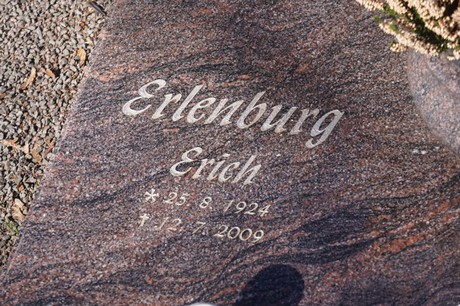 Erlenburg
Erich
* 25. 8. 1924
† 12. 7. 2009